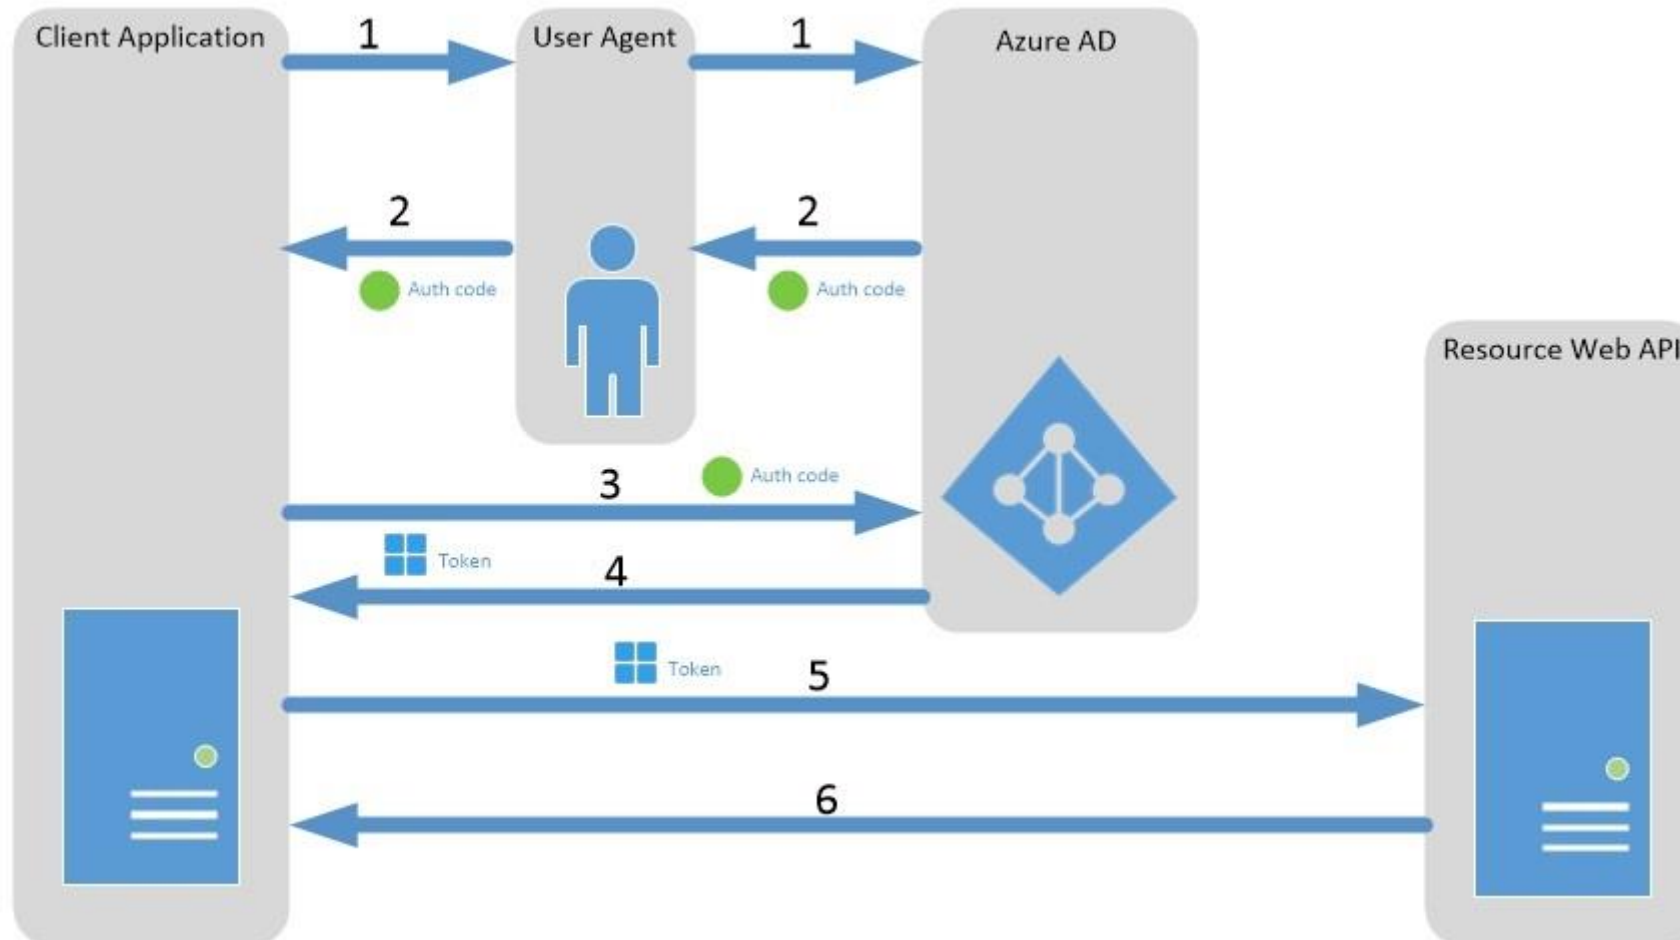 Client Application
1
User Agent
1
Azure AD
2
2
Auth code
Auth code
Resource Web API
3
Auth code
Token
4
Token
5
6